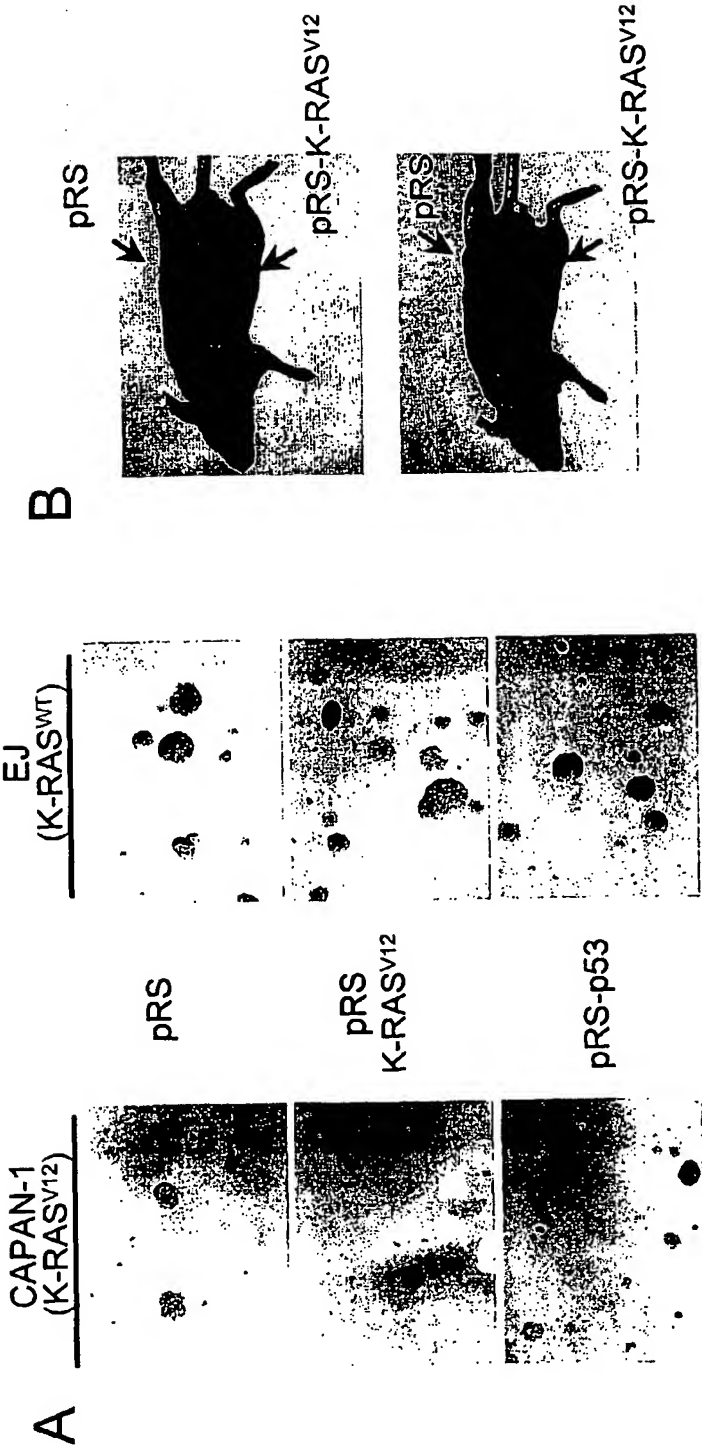 A
CAPAN-1
(K-RASV12)
EJ
(K-RASWT)
pRS
pRS
K-RASV12
pRS-p53
B
pRS
pRS-K-RASV12
pRS
pRS-K-RASV12